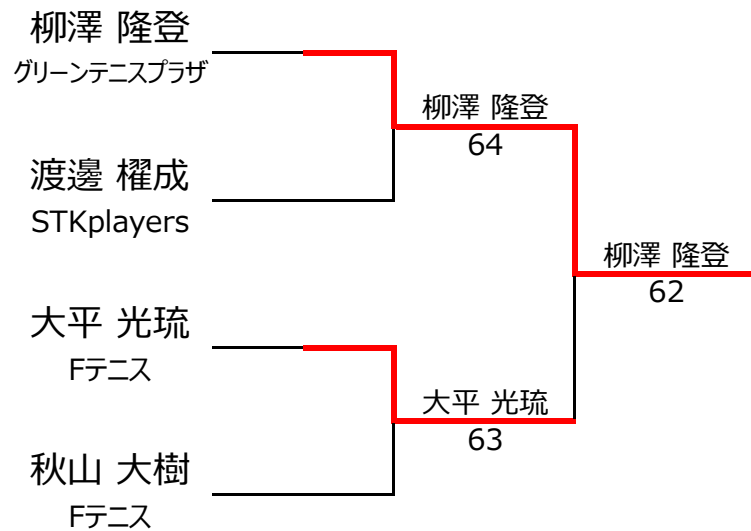 柳澤 隆登
グリーンテニスプラザ
柳澤 隆登
64
渡邊 櫂成
STKplayers
柳澤 隆登
62
大平 光琉
Fテニス
大平 光琉
63
秋山 大樹
Fテニス